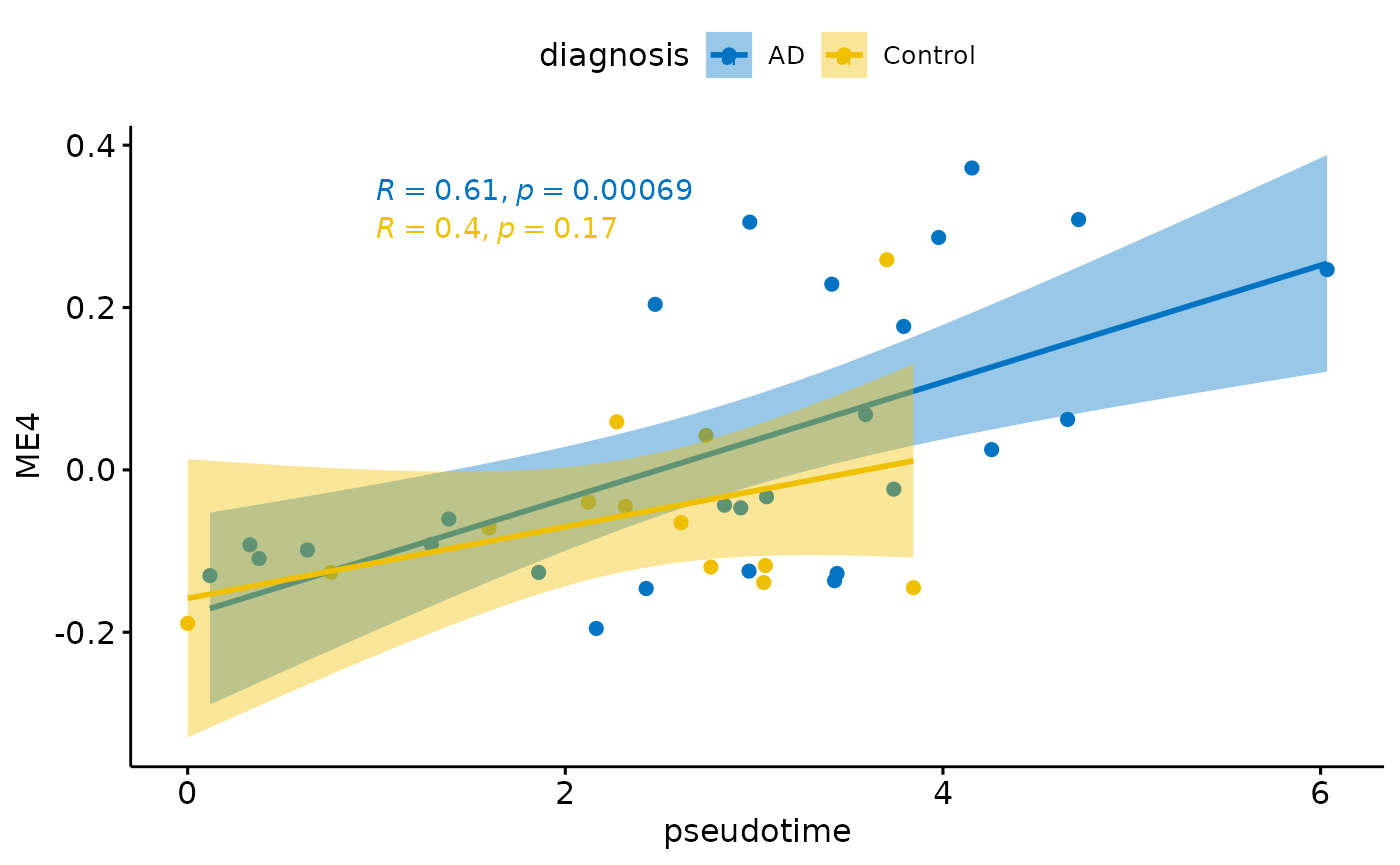 diagnosis AD Control
0.4
R = 0.61, p = 0.00069
R = 0.4, p = 0.17
0.2
ME4
0.0
-0.2
0 2 4 6
pseudotime